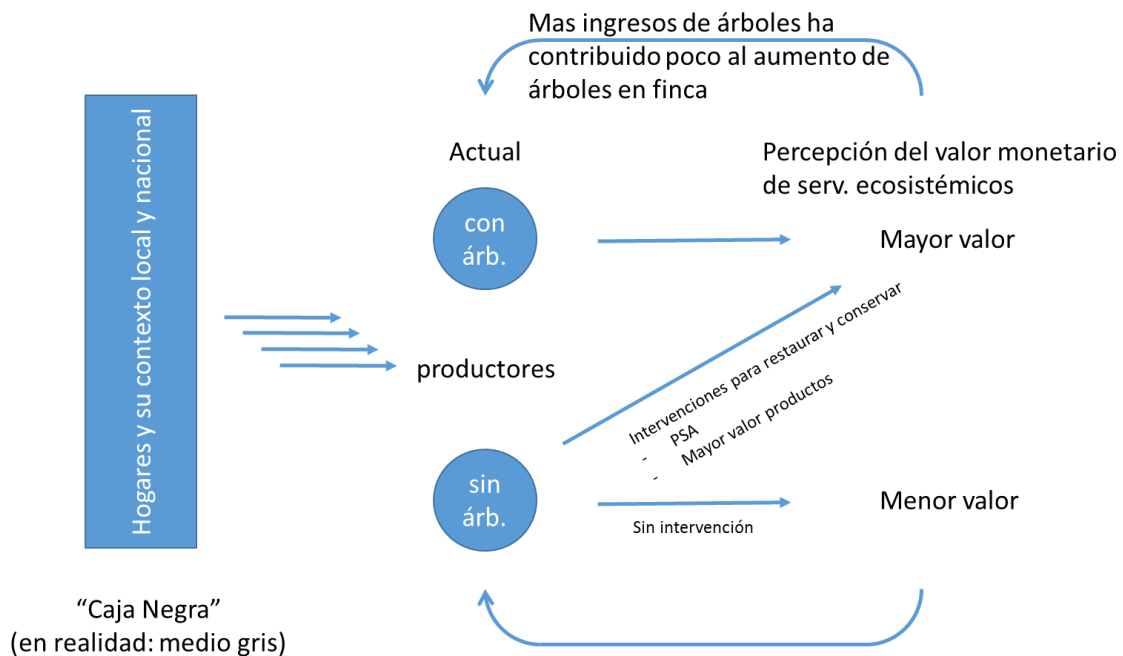 Mas ingresos de árboles ha
contribuido poco al aumento de
árboles en finca
Hogares y su contexto local y nacional
Actual
Percepción del valor monetario
de serv. ecosistémicos
con
árb.
Mayor valor
productores
Intervenciones para restaurar y conservar
- PSA
- Mayor valor productos
sin
árb.
Sin intervención
Menor valor
“Caja Negra”
(en realidad: medio gris)